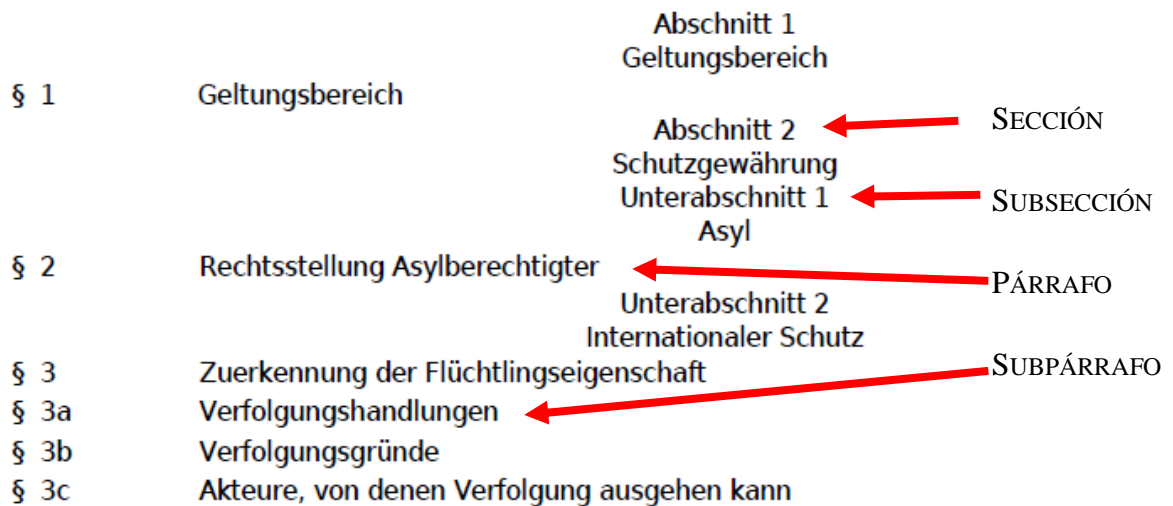 Abschnitt 1
Geltungsbereich
§ 1 Geltungsbereich
Abschnitt 2 SECCIÓN
Schutzgewährung
Unterabschnitt 1 SUBSECCIÓN
Asyl
§ 2 Rechtsstellung Asylberechtigter PÁRRAFO
Unterabschnitt 2
Internationaler Schutz
§ 3 Zuerkennung der Flüchtlingseigenschaft SUBPÁRRAFO
§ 3a Verfolgungshandlungen
§ 3b Verfolgungsgründe
§ 3c Akteure, von denen Verfolgung ausgehen kann